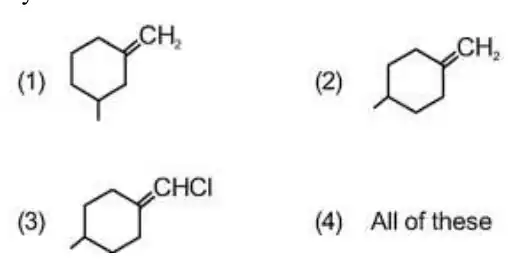 CH₂
CH₂
(1)
(2)
CHCl
(3)
(4) All of these